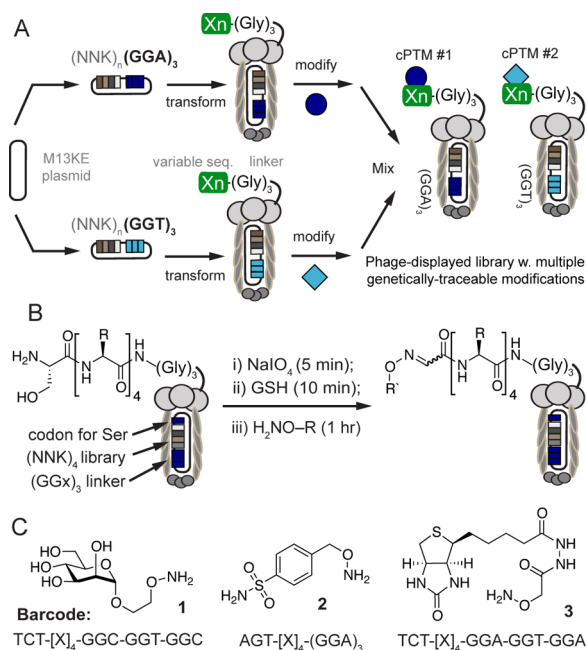 A
(NNK)n(GGA)3
Xn-(Gly)3
transform
modify
cPTM #1
cPTM #2
Xn-(Gly)3
Xn-(Gly)3
M13KE
plasmid
variable seq. linker
Xn-(Gly)3
Mix
(GGA)3
(GGT)3
(NNK)n(GGT)3
transform
modify
Phage-displayed library w. multiple
genetically-traceable modifications
B
H2N
HO
O
N
H
R
O
4
H
N
(Gly)3
i) NaIO4 (5 min);
ii) GSH (10 min);
iii) H2NO–R (1 hr)
O
R`
N
O
N
H
R
O
4
H
N
(Gly)3
codon for Ser
(NNK)4 library
(GGx)3 linker
C
HO
HO
HO
OH
O
O
O
NH2
1
Barcode:
TCT-[X]4-GGC-GGT-GGC
H2N
S
O
O
O
NH2
2
AGT-[X]4-(GGA)3
S
H
H
HN
NH
O
O
NH
HN
O
H2N
O
3
TCT-[X]4-GGA-GGT-GGA